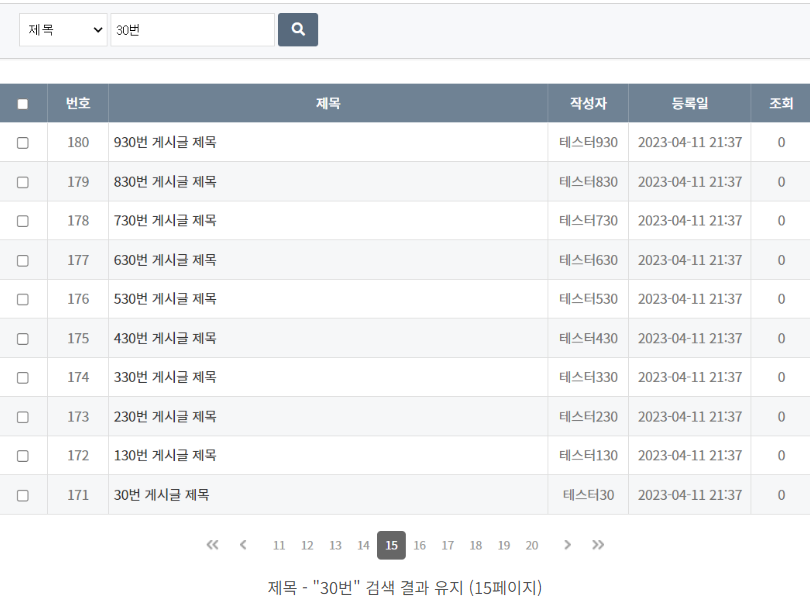 제목 30번
번호 제목 작성자 등록일 조회
180 930번 게시글 제목 테스터930 2023-04-11 21:37 0
179 830번 게시글 제목 테스터830 2023-04-11 21:37 0
178 730번 게시글 제목 테스터730 2023-04-11 21:37 0
177 630번 게시글 제목 테스터630 2023-04-11 21:37 0
176 530번 게시글 제목 테스터530 2023-04-11 21:37 0
175 430번 게시글 제목 테스터430 2023-04-11 21:37 0
174 330번 게시글 제목 테스터330 2023-04-11 21:37 0
173 230번 게시글 제목 테스터230 2023-04-11 21:37 0
172 130번 게시글 제목 테스터130 2023-04-11 21:37 0
171 30번 게시글 제목 테스터30 2023-04-11 21:37 0
11 12 13 14 15 16 17 18 19 20
제목 - "30번" 검색 결과 유지 (15페이지)